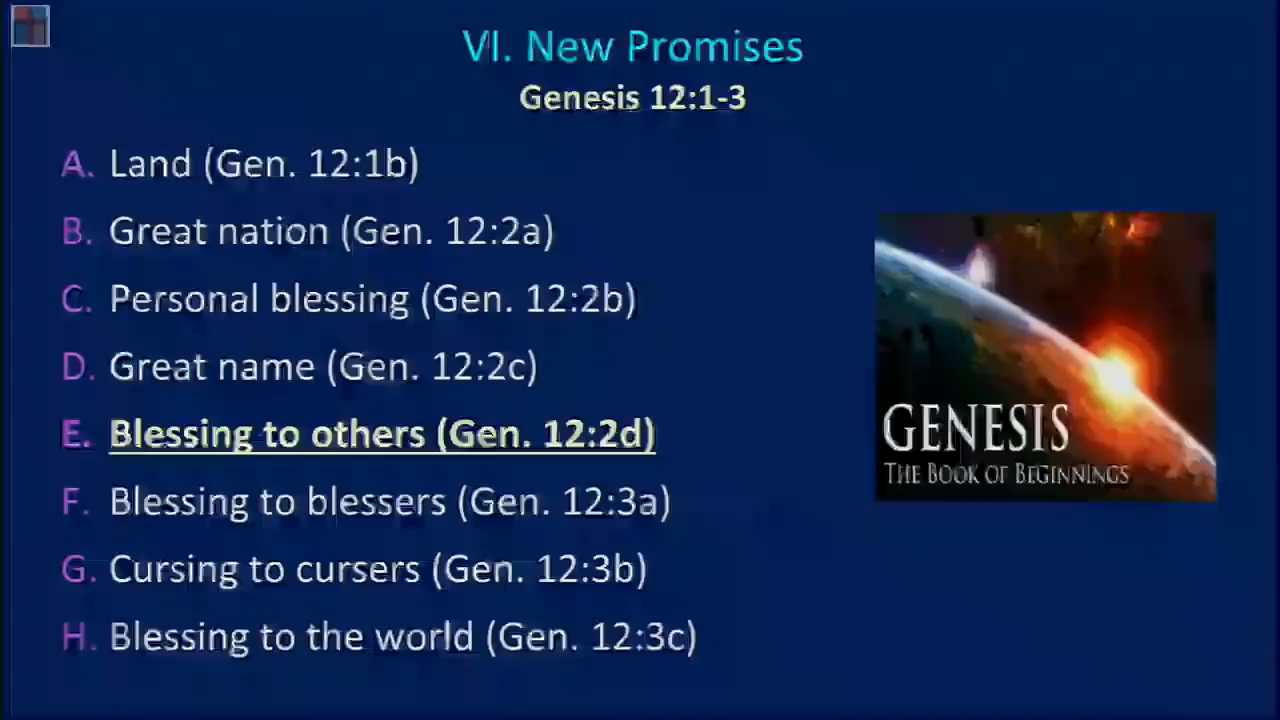 VI. New Promises
Genesis 12:1-3
A. Land (Gen. 12:1b)
B. Great nation (Gen. 12:2a)
C. Personal blessing (Gen. 12:2b)
D. Great name (Gen. 12:2c)
E. Blessing to others (Gen. 12:2d)
F. Blessing to blessers (Gen. 12:3a)
G. Cursing to cursers (Gen. 12:3b)
H. Blessing to the world (Gen. 12:3c)
GENESIS
THE BOOK OF BEGINNINGS